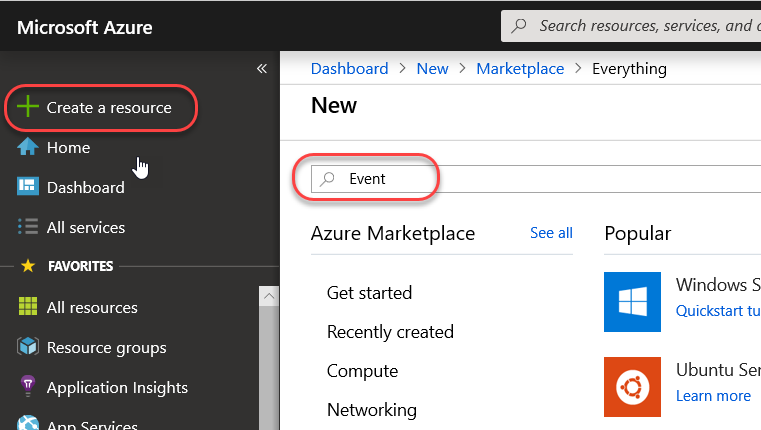 Microsoft Azure
Search resources, services, and
«
Create a resource
Home
Dashboard
All services
FAVORITES
All resources
Resource groups
Application Insights
App Services
Dashboard > New > Marketplace > Everything
New
Event
Azure Marketplace
See all
Get started
Recently created
Compute
Networking
Popular
Windows S
Quickstart tu
Ubuntu Ser
Learn more